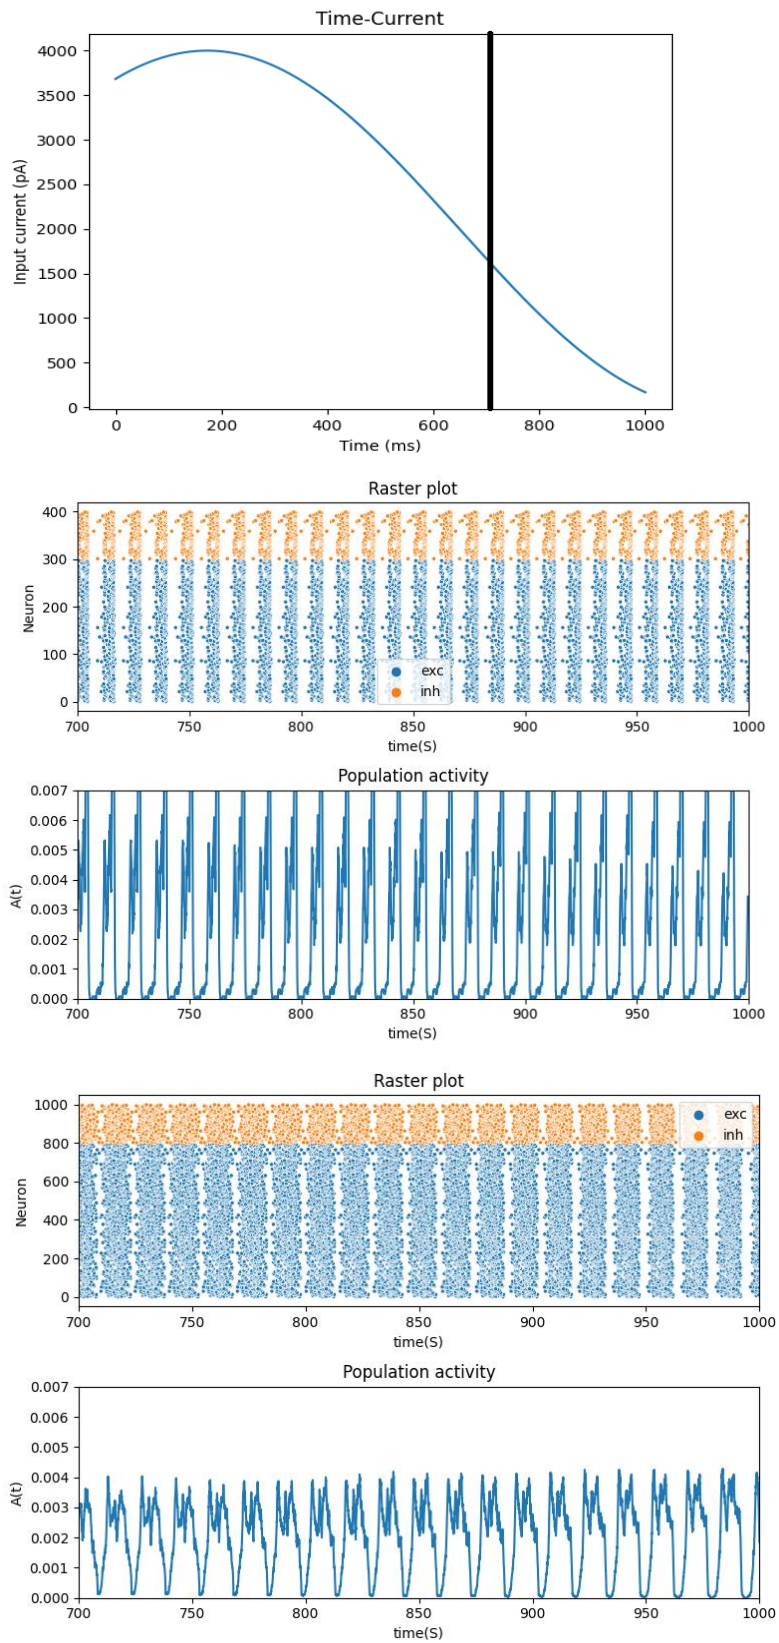 Time-Current
4000
3500
3000
2500
2000
1500
1000
500
0
Input current (pA)
0 200 400 600 800 1000
Time (ms)
Raster plot
400
300
200
100
0
Neuron
exc
inh
700 750 800 850 900 950 1000
time(S)
Population activity
0.007
0.006
0.005
0.004
0.003
0.002
0.001
0.000
A(t)
700 750 800 850 900 950 1000
time(S)
Raster plot
1000
800
600
400
200
0
Neuron
exc
inh
700 750 800 850 900 950 1000
time(S)
Population activity
0.007
0.006
0.005
0.004
0.003
0.002
0.001
0.000
A(t)
700 750 800 850 900 950 1000
time(S)